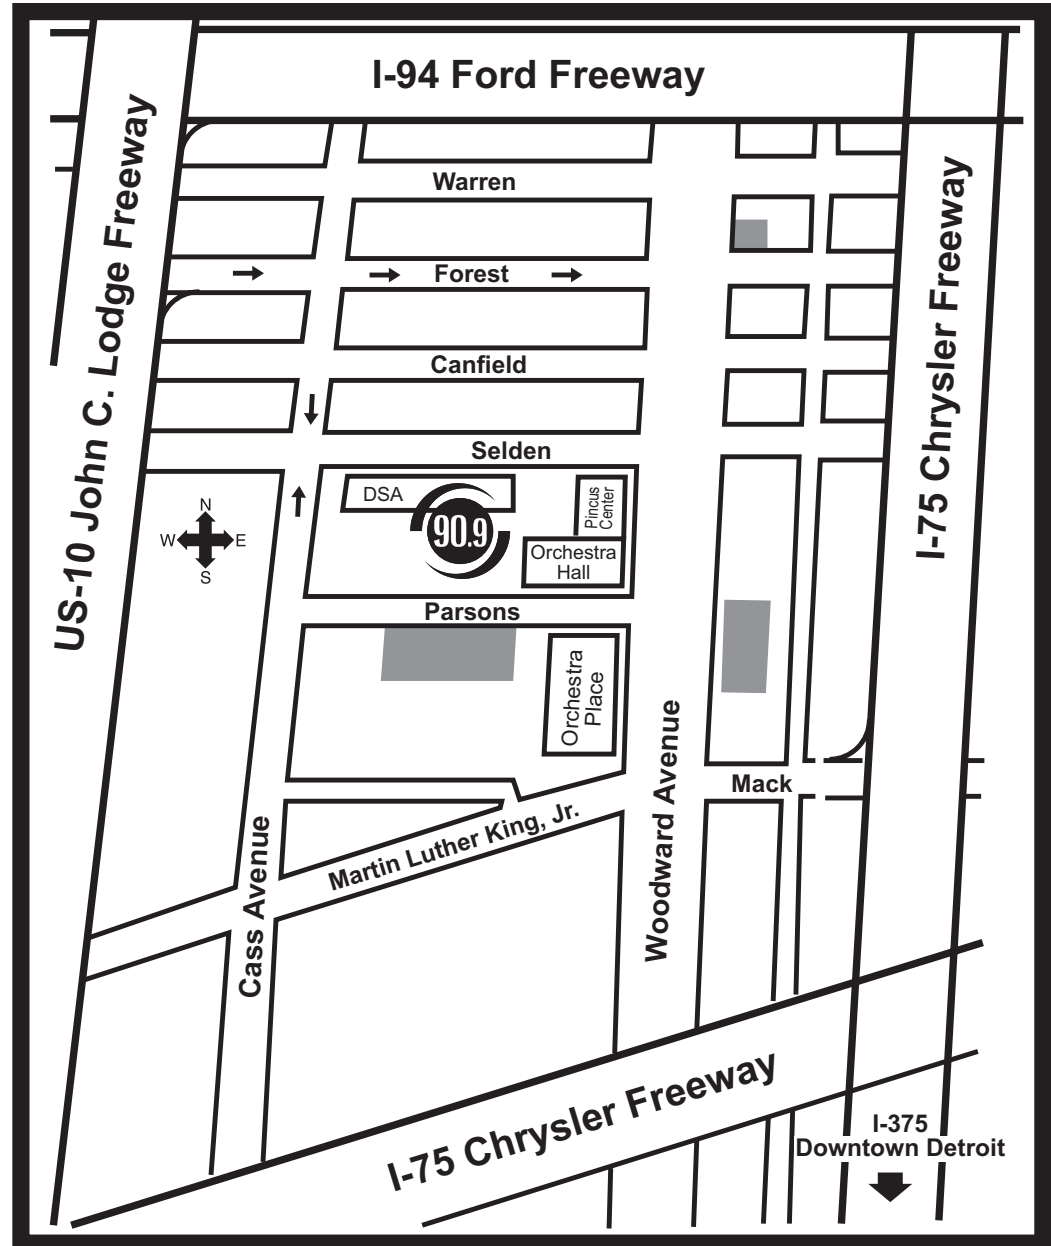 I-94 Ford Freeway
US-10 John C. Lodge Freeway
I-75 Chrysler Freeway
Warren
Forest
Canfield
Selden
N
W E
S
DSA
90.9
Pincus
Center
Orchestra
Hall
Parsons
Orchestra
Place
Woodward Avenue
Mack
Martin Luther King, Jr.
Cass Avenue
I-75 Chrysler Freeway
I-375
Downtown Detroit